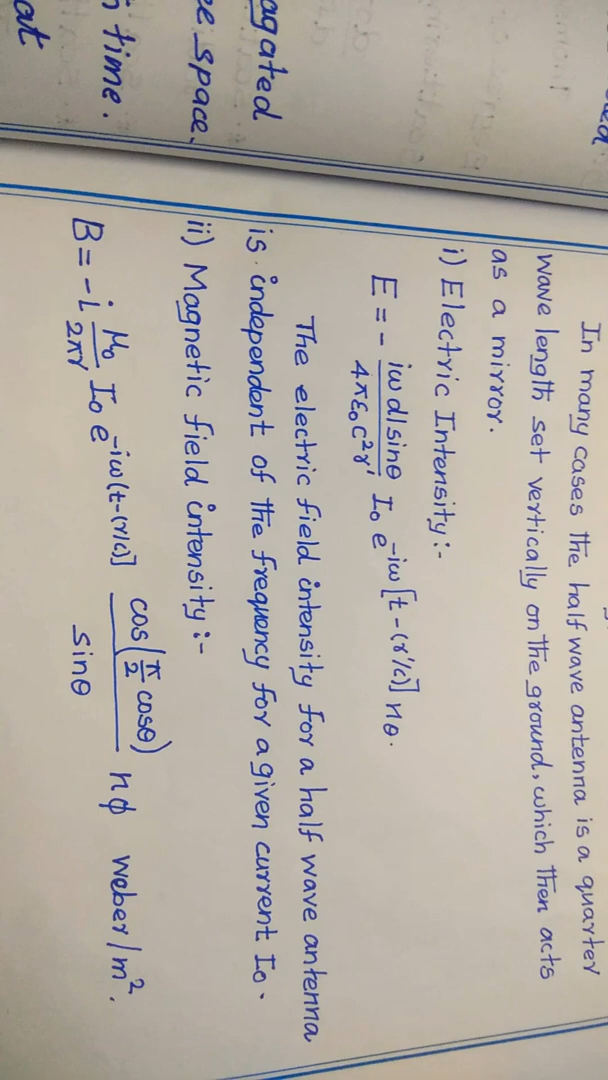 agated
e space.
n time.
at
In many cases the half wave antenna is a quarter
wave length set vertically on the ground, which then acts
as a mirror.
i) Electric Intensity:-
E = - iωdlsinθ / 4πε₀c²r' I₀ e^-iω[t-(r'/c)] nθ.
The electric field intensity for a half wave antenna
is independent of the frequency for a given current I₀.
ii) Magnetic field intensity:-
B = -i μ₀ / 2πr I₀ e^-iω(t-(r/c)] cos(π/2 cosθ) / sinθ nϕ weber/m².